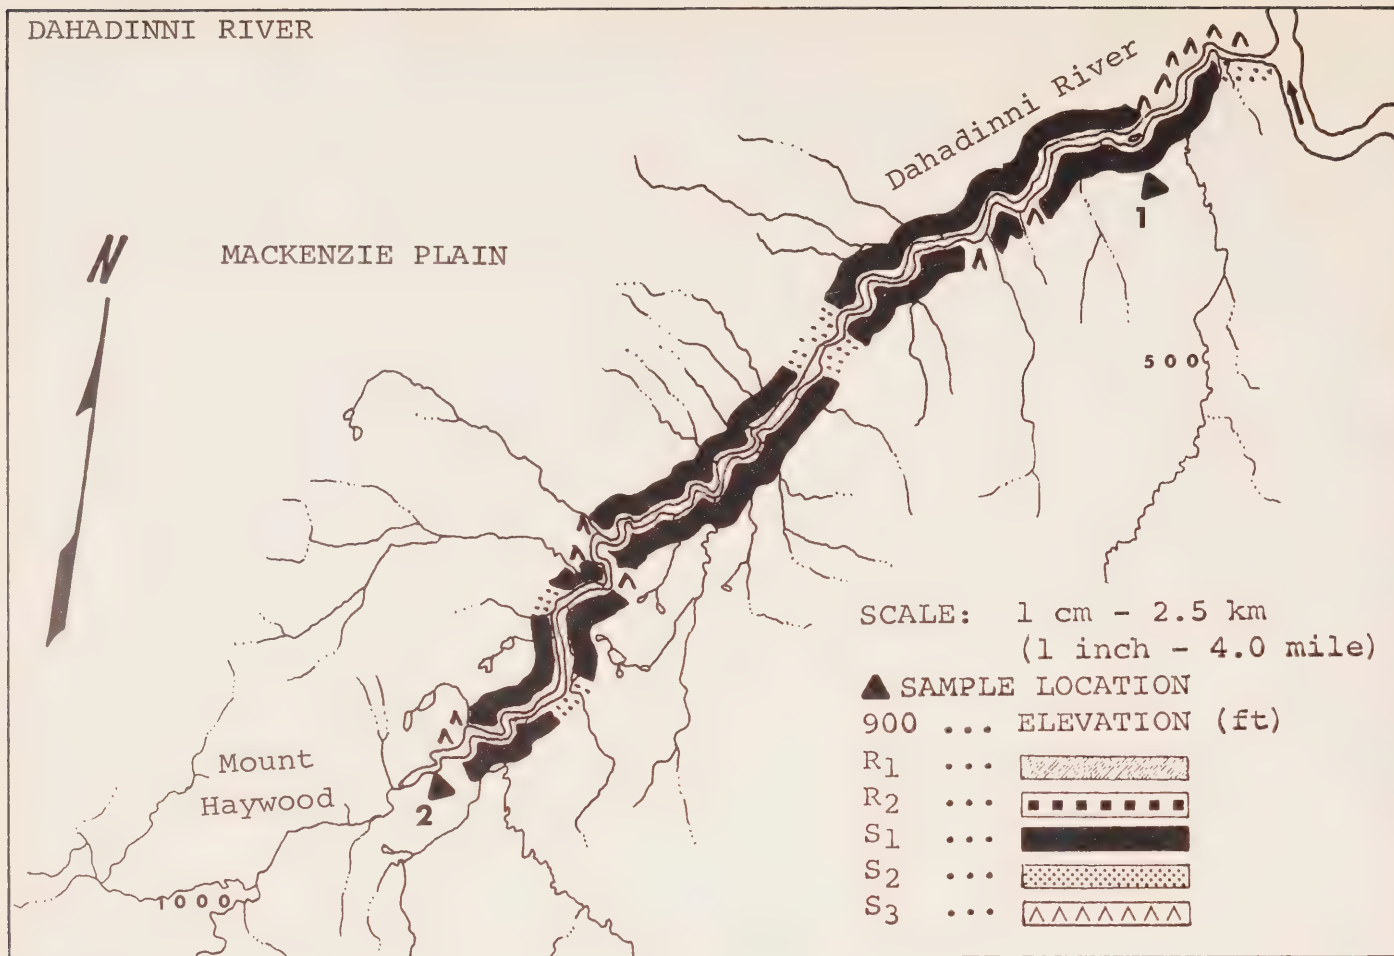 DAHADINNI RIVER
Dahadinni River
1
N
MACKENZIE PLAIN
500
SCALE: 1 cm - 2.5 km
(1 inch - 4.0 mile)
SAMPLE LOCATION
900 ... ELEVATION (ft)
R1 ...
R2 ...
S1 ...
S2 ...
S3 ...
Mount
Haywood
2
1000